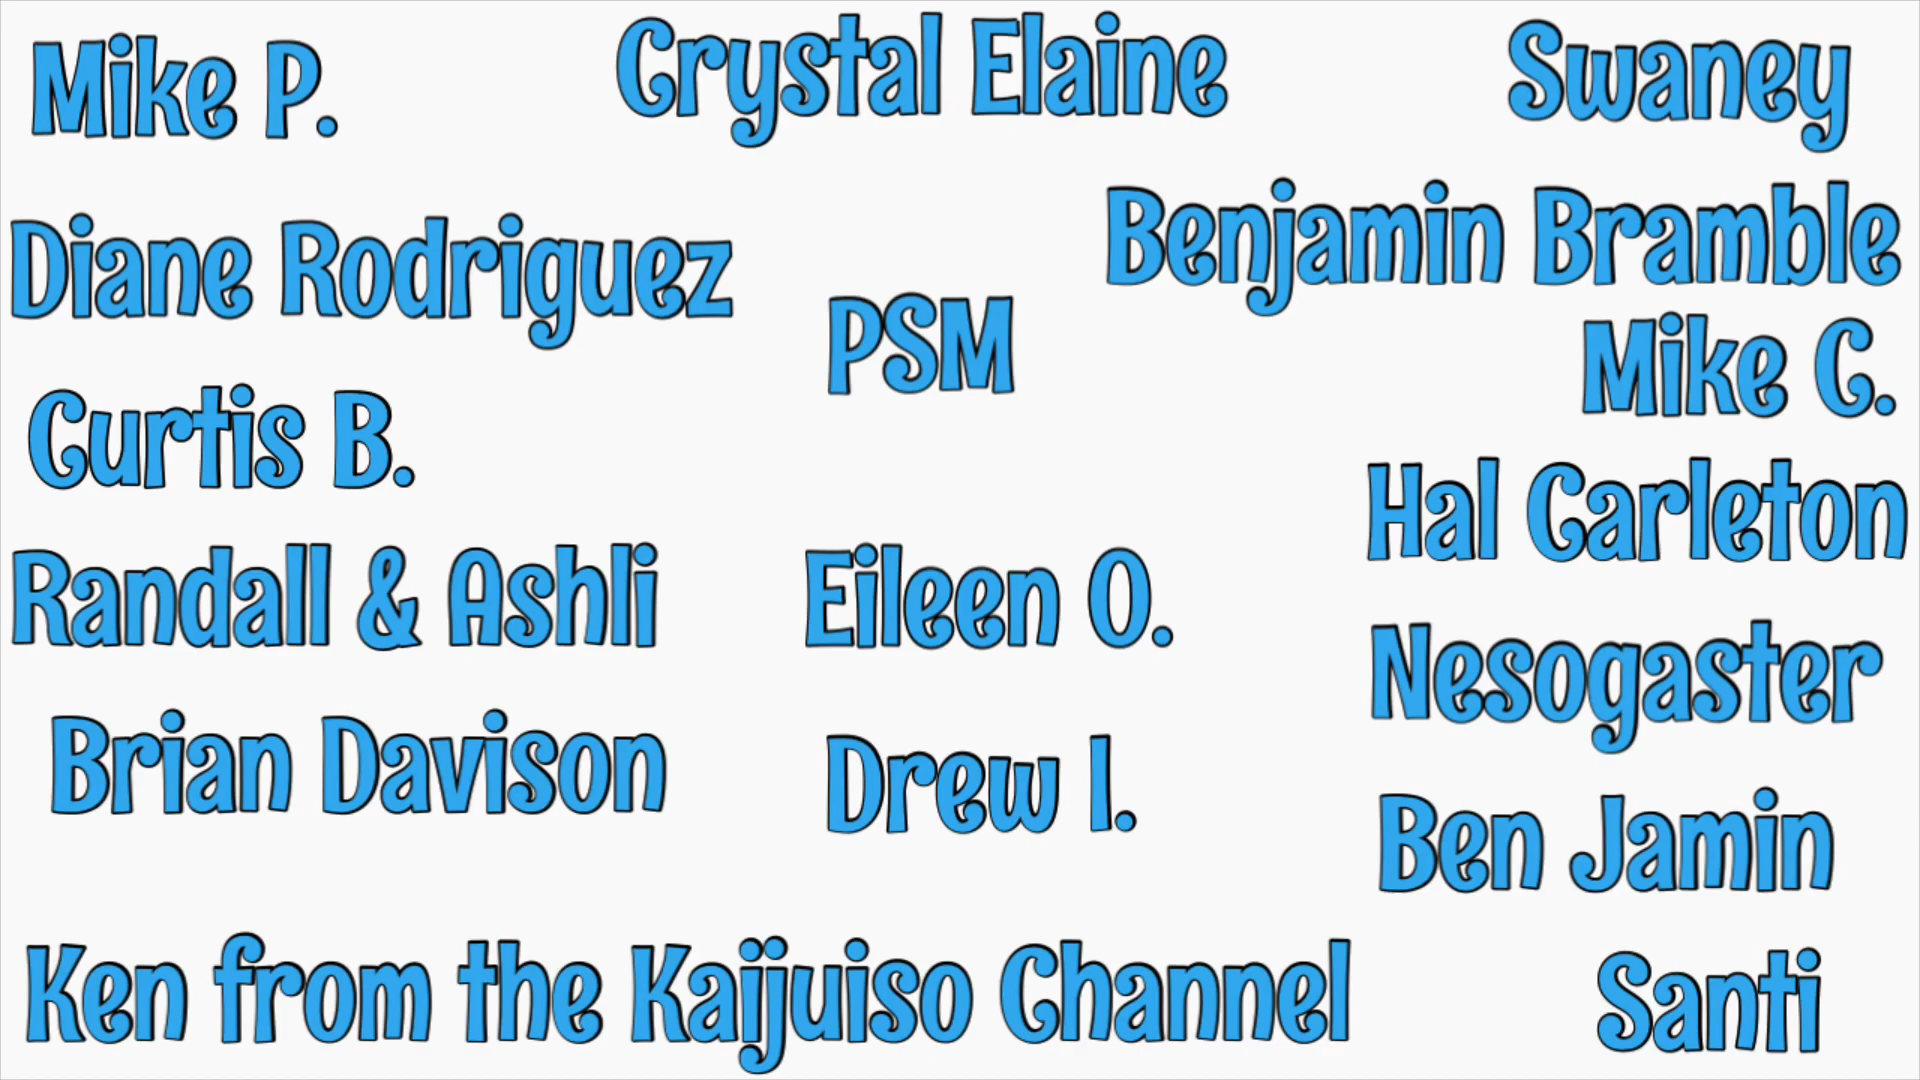 Mike P.
Crystal Elaine
Swaney
Diane Rodriguez
Benjamin Bramble
PSM
Mike C.
Curtis B.
Hal Carleton
Randall & Ashli
Eileen O.
Nesogaster
Brian Davison
Drew I.
Ben Jamin
Ken from the Kaijuiso Channel
Santi